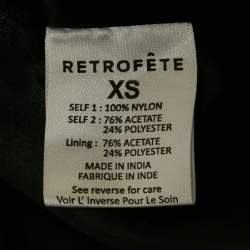 RETROFÊTE
XS
SELF 1 : 100% NYLON
SELF 2 : 76% ACETATE
24% POLYESTER
Lining : 76% ACETATE
24% POLYESTER
MADE IN INDIA
FABRIQUE IN INDE
See reverse for care
Voir L' Inverse Pour Le Soin